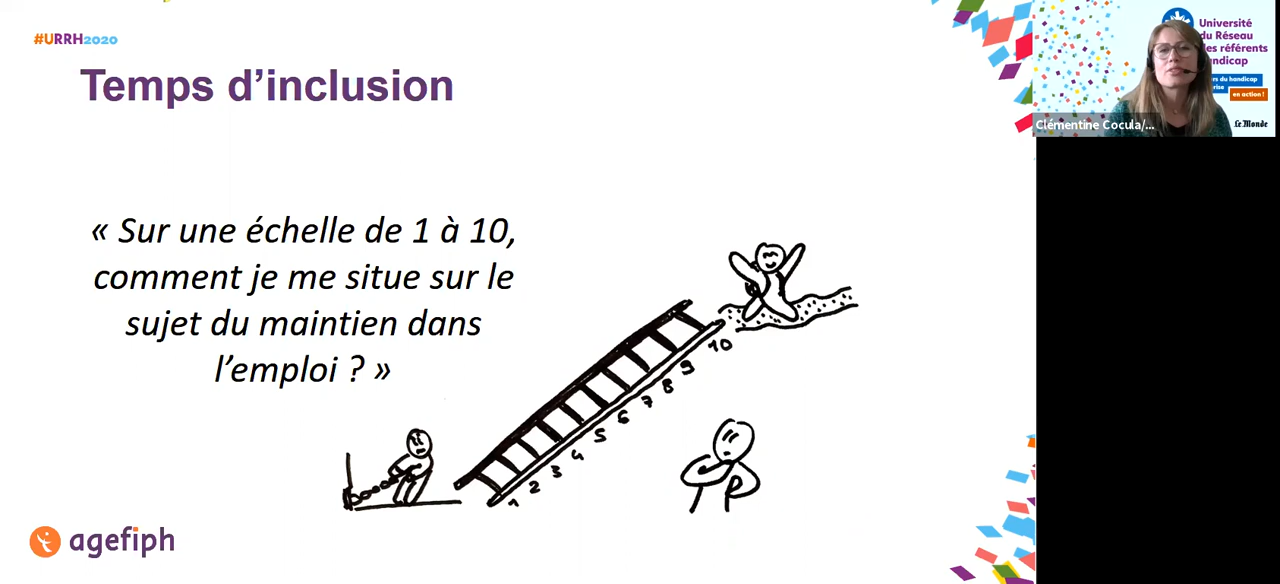 #URRH2020
Temps d’inclusion
« Sur une échelle de 1 à 10,
comment je me situe sur le
sujet du maintien dans
l’emploi ? »
1 2 3 4 5 6 7 8 9 10
agefiph
Université
du Réseau
des référents
handicap
du handicap
en action !
Clémentine Cocula/...
Le Monde